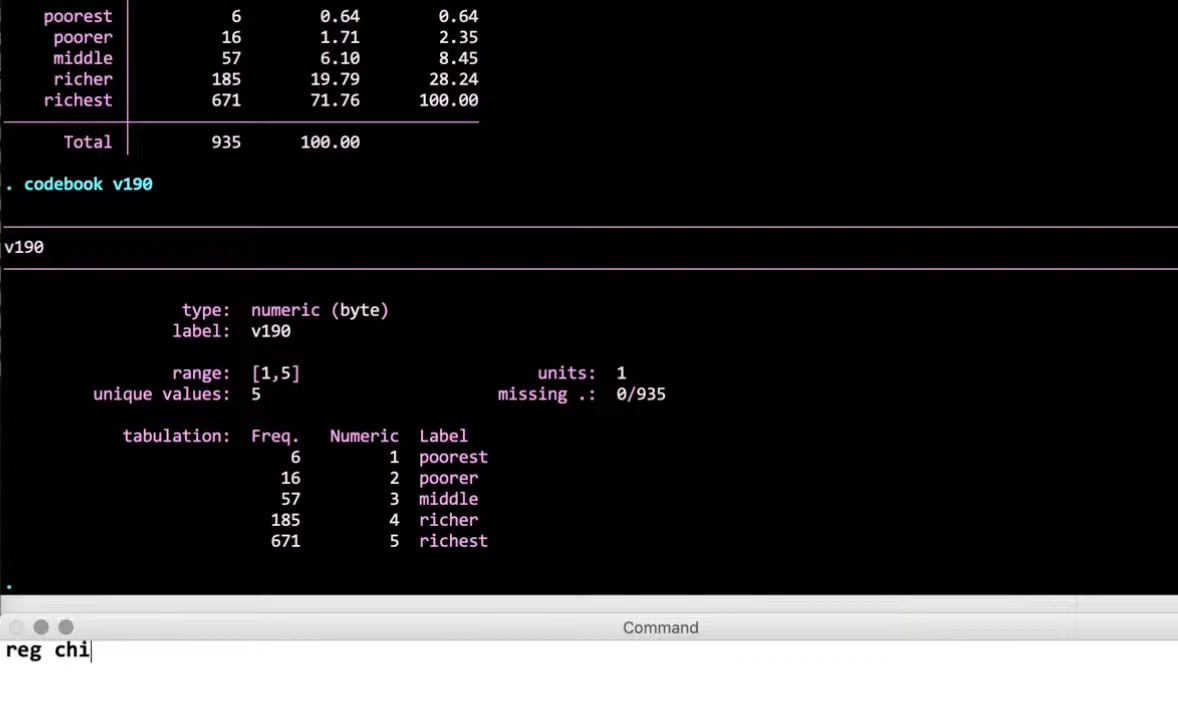 poorest 6 0.64 0.64
poorer 16 1.71 2.35
middle 57 6.10 8.45
richer 185 19.79 28.24
richest 671 71.76 100.00
Total 935 100.00
. codebook v190
v190
type: numeric (byte)
label: v190
range: [1,5] units: 1
unique values: 5 missing .: 0/935
tabulation: Freq. Numeric Label
6 1 poorest
16 2 poorer
57 3 middle
185 4 richer
671 5 richest
.
Command
reg chi